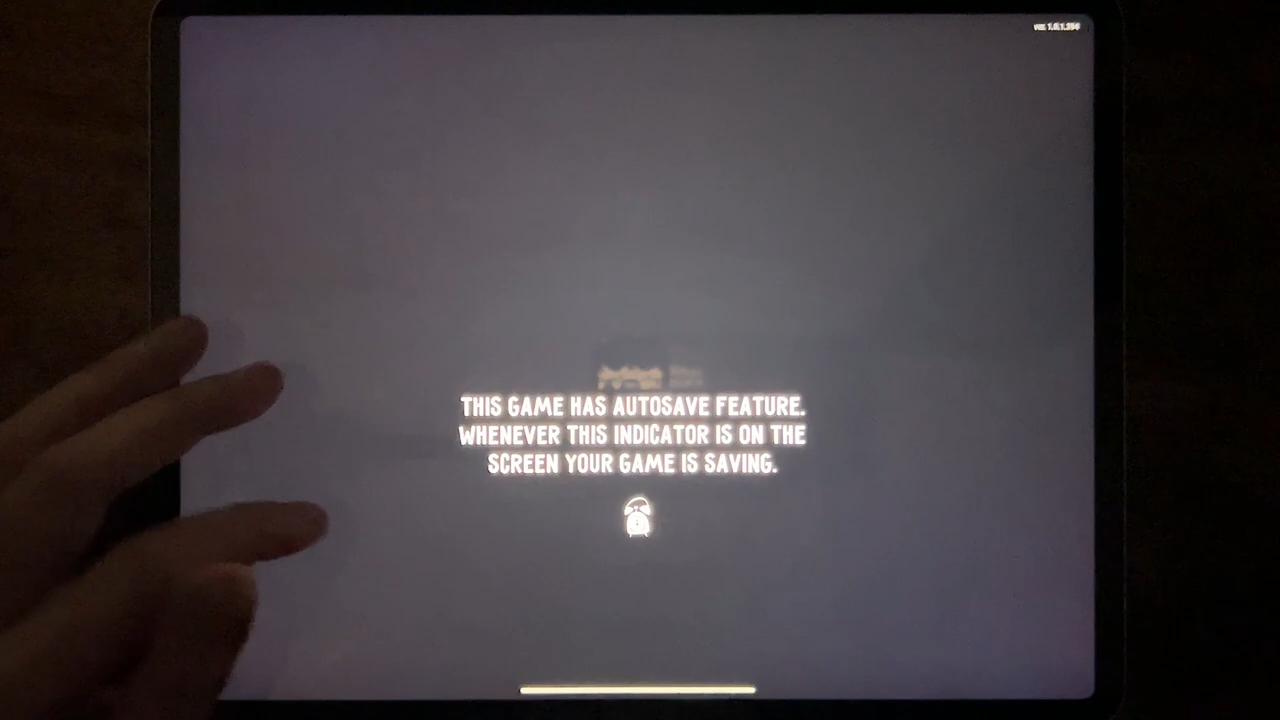 THIS GAME HAS AUTOSAVE FEATURE.
WHENEVER THIS INDICATOR IS ON THE
SCREEN YOUR GAME IS SAVING.